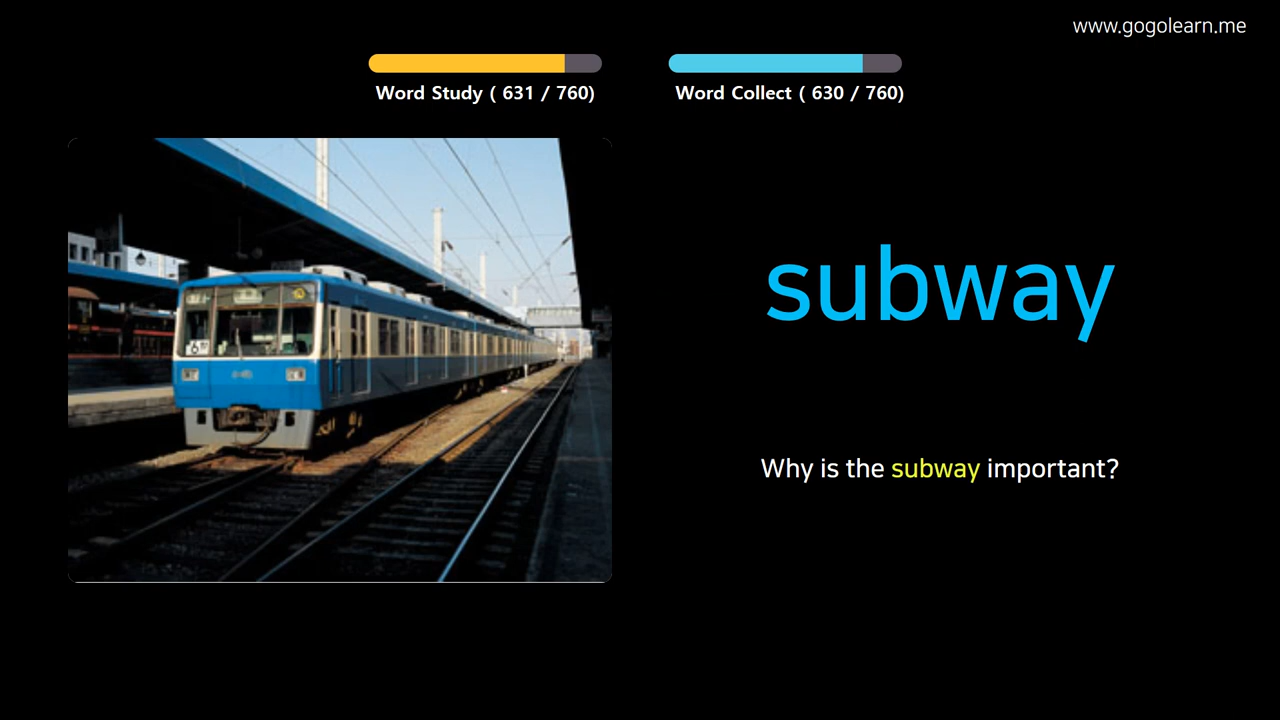 www.gogolearn.me
Word Study ( 631 / 760)
Word Collect ( 630 / 760)
subway
Why is the subway important?